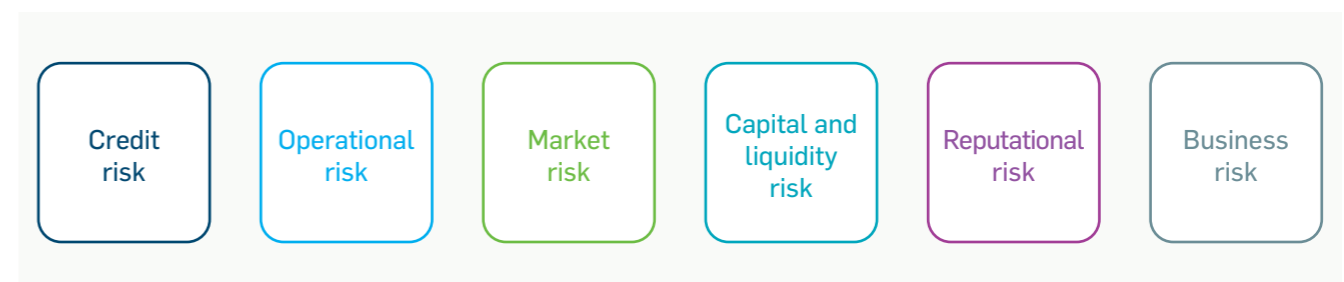 Credit
risk
Operational
risk
Market
risk
Capital and
liquidity
risk
Reputational
risk
Business
risk